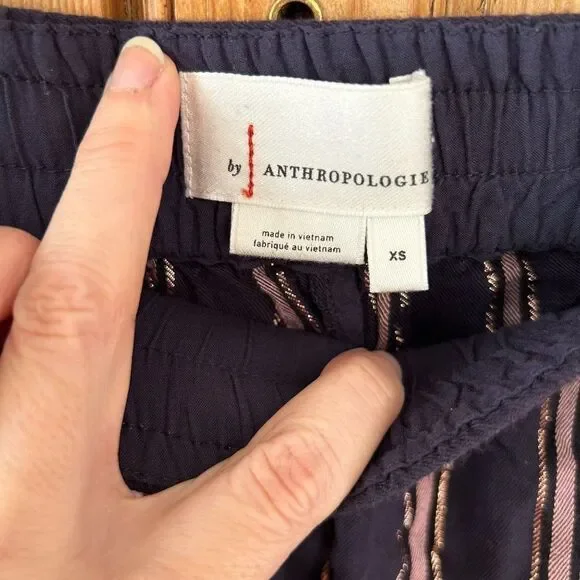 by ANTHROPOLOGIE
made in vietnam
fabriqué au vietnam
XS